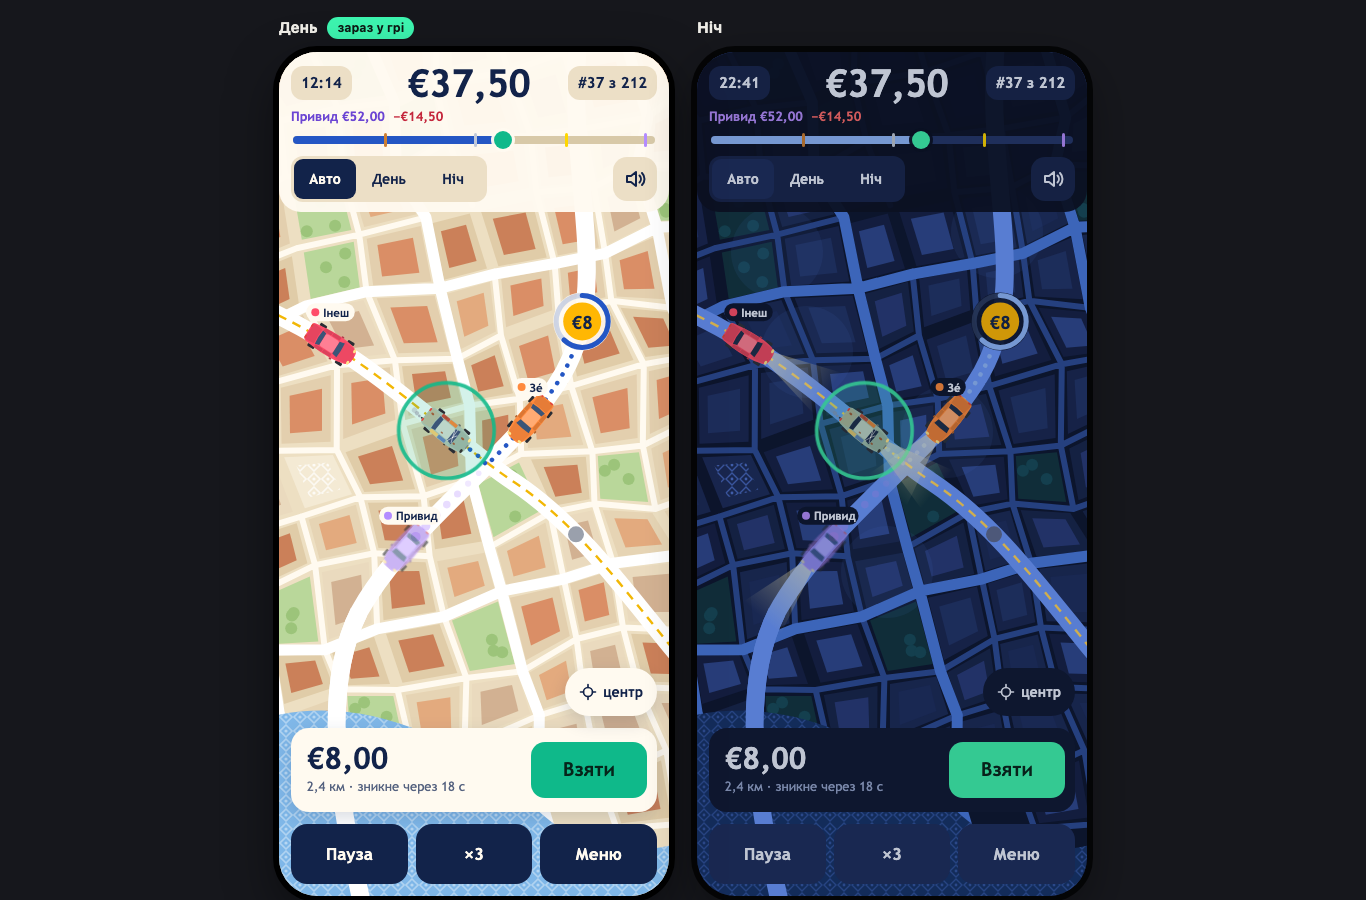 День зараз у грі
12:14 €37,50 #37 з 212
Привид €52,00 −€14,50
Авто День Ніч
Інеш
€8
Зé
Привид
центр
€8,00
2,4 км · зникне через 18 с
Взяти
Пауза ×3 Меню
Ніч
22:41 €37,50 #37 з 212
Привид €52,00 −€14,50
Авто День Ніч
Інеш
€8
Зé
Привид
центр
€8,00
2,4 км · зникне через 18 с
Взяти
Пауза ×3 Меню